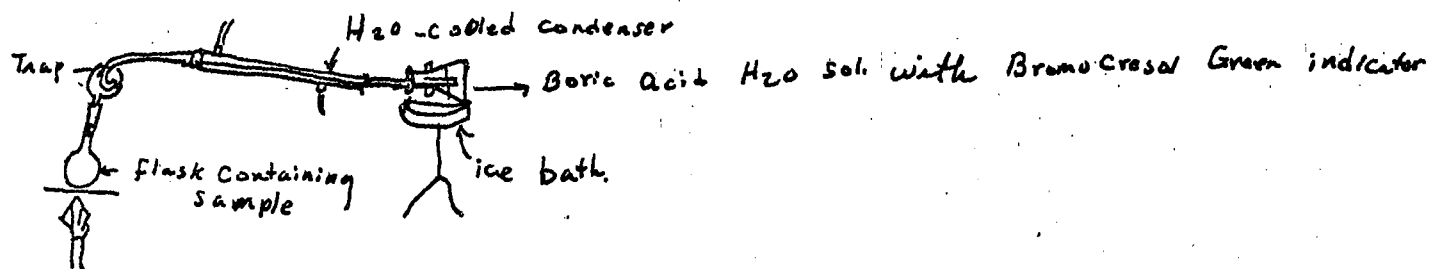 H2O-cooled condenser
Trap
Boric acid H2O sol. with Bromocresol Green indicator
flask containing
sample
ice bath.